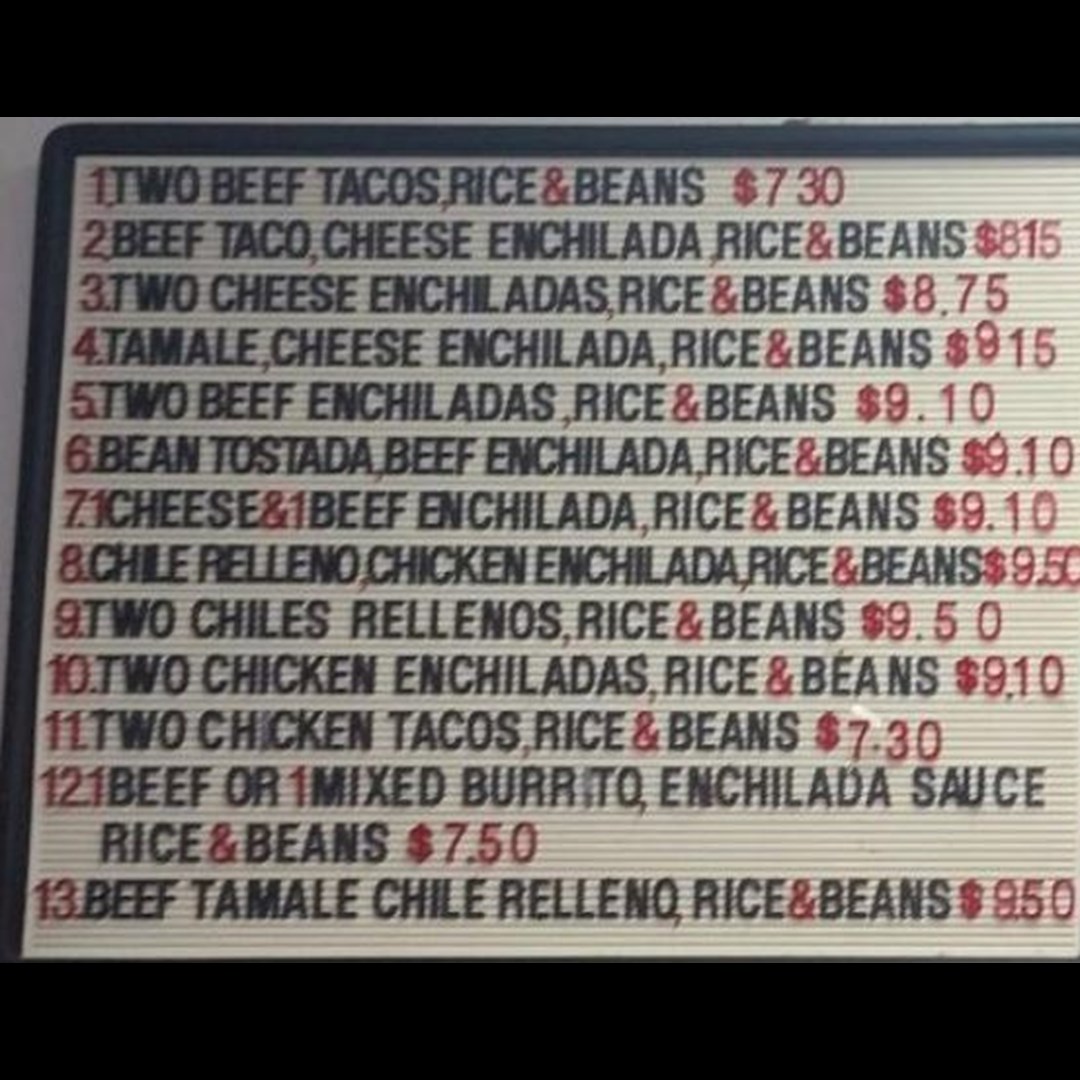 1.TWO BEEF TACOS,RICE&BEANS $7 30
2.BEEF TACO,CHEESE ENCHILADA,RICE&BEANS $815
3.TWO CHEESE ENCHILADAS,RICE&BEANS $8.75
4.TAMALE,CHEESE ENCHILADA,RICE&BEANS $9 15
5.TWO BEEF ENCHILADAS,RICE&BEANS $9.10
6.BEAN TOSTADA,BEEF ENCHILADA,RICE&BEANS $9.10
7.1CHEESE&1BEEF ENCHILADA,RICE&BEANS $9.10
8.CHILE RELLENO,CHICKEN ENCHILADA,RICE&BEANS$9.50
9.TWO CHILES RELLENOS,RICE&BEANS $9.50
10.TWO CHICKEN ENCHILADAS,RICE&BEANS $9.10
11.TWO CHICKEN TACOS,RICE&BEANS $7.30
12.1BEEF OR 1MIXED BURRITO, ENCHILADA SAUCE
RICE&BEANS $7.50
13.BEEF TAMALE CHILE RELLENO, RICE&BEANS $9.50